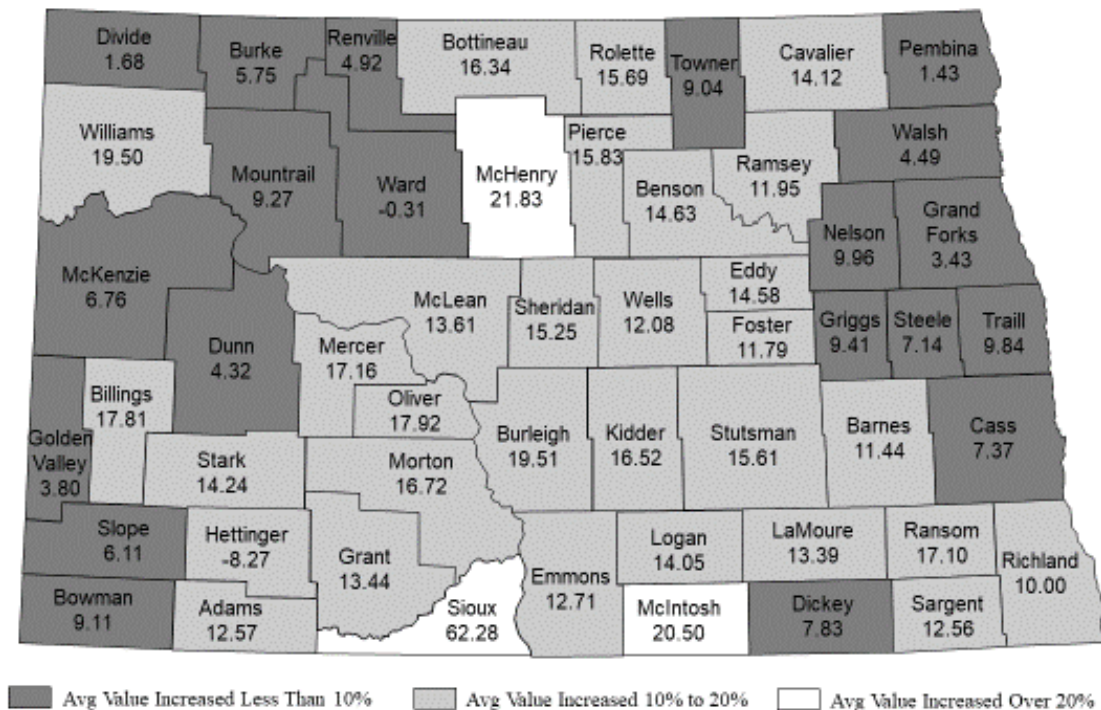 Divide
1.68
Burke
5.75
Renville
4.92
Bottineau
16.34
Rolette
15.69
Towner
9.04
Cavalier
14.12
Pembina
1.43
Williams
19.50
Mountrail
9.27
Ward
-0.31
McHenry
21.83
Pierce
15.83
Benson
14.63
Ramsey
11.95
Walsh
4.49
Nelson
9.96
Grand
Forks
3.43
McKenzie
6.76
Dunn
4.32
McLean
13.61
Mercer
17.16
Oliver
17.92
Sheridan
15.25
Wells
12.08
Eddy
14.58
Foster
11.79
Griggs
9.41
Steele
7.14
Traill
9.84
Billings
17.81
Golden
Valley
3.80
Stark
14.24
Morton
16.72
Burleigh
19.51
Kidder
16.52
Stutsman
15.61
Barnes
11.44
Cass
7.37
Slope
6.11
Hettinger
-8.27
Grant
13.44
Emmons
12.71
Logan
14.05
LaMoure
13.39
Ransom
17.10
Richland
10.00
Bowman
9.11
Adams
12.57
Sioux
62.28
McIntosh
20.50
Dickey
7.83
Sargent
12.56
Avg Value Increased Less Than 10%
Avg Value Increased 10% to 20%
Avg Value Increased Over 20%